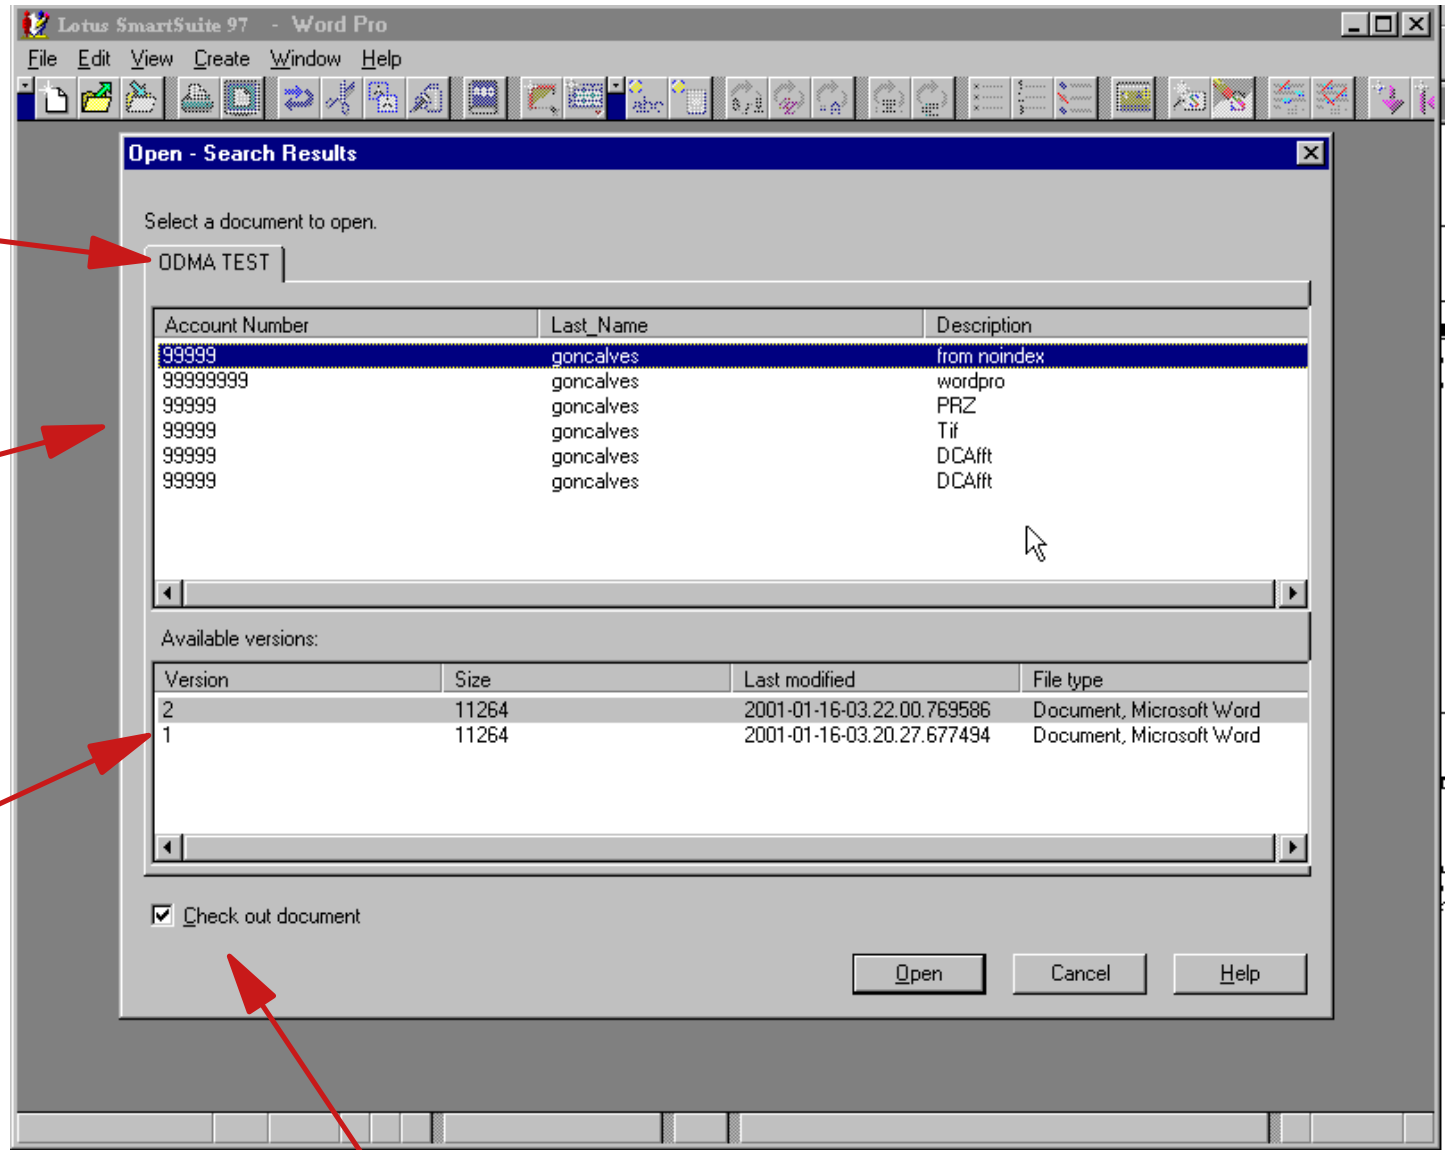 Lotus SmartSuite 97 - Word Pro
File Edit View Create Window Help
abc
Open - Search Results
Select a document to open.
ODMA TEST
Account Number Last_Name Description
99999 goncalves from noindex
99999999 goncalves wordpro
99999 goncalves PRZ
99999 goncalves Tif
99999 goncalves DCAfft
99999 goncalves DCAfft
Available versions:
Version Size Last modified File type
2 11264 2001-01-16-03.22.00.769586 Document, Microsoft Word
1 11264 2001-01-16-03.20.27.677494 Document, Microsoft Word
Check out document
Open Cancel Help